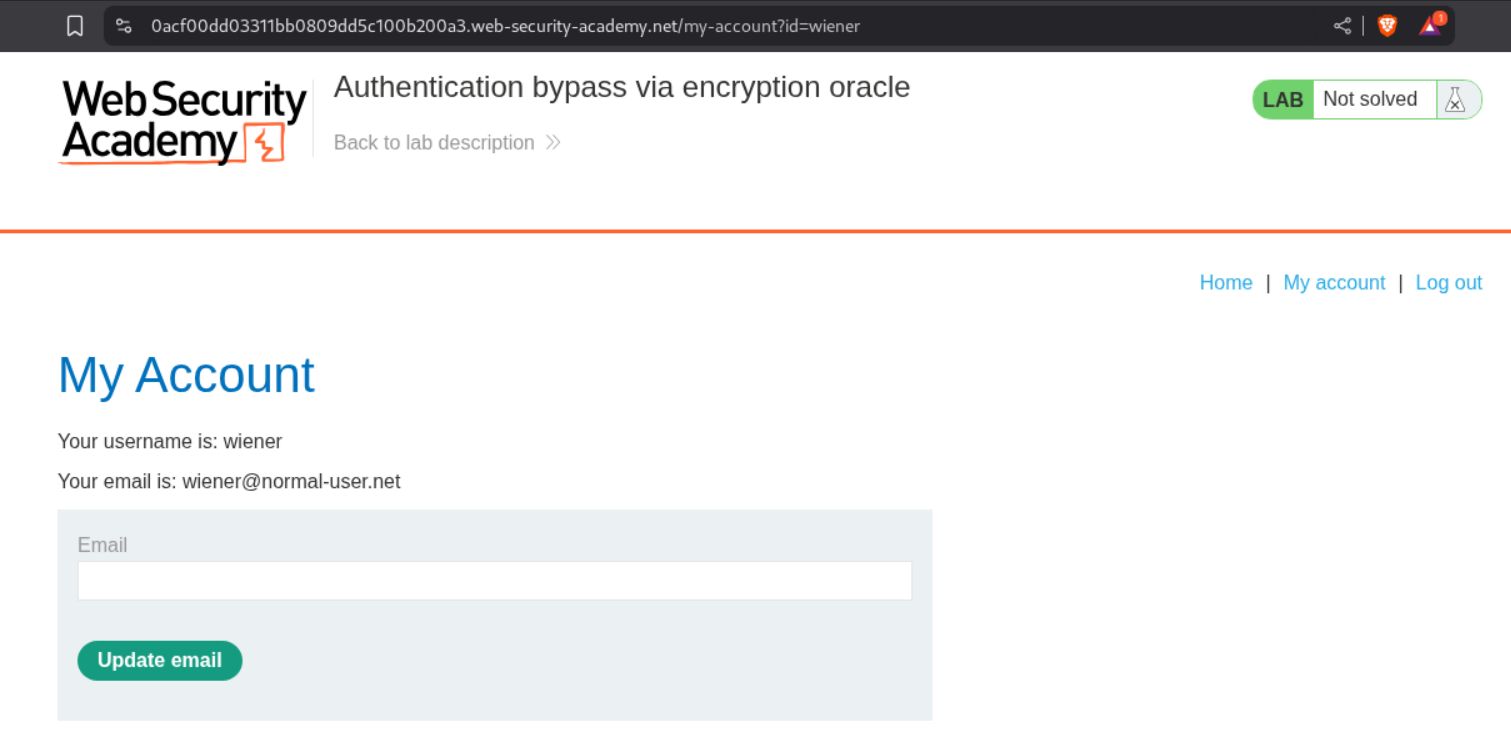 0acf00dd03311bb0809dd5c100b200a3.web-security-academy.net/my-account?id=wiener
1
Web Security
Academy
Authentication bypass via encryption oracle
Back to lab description
LAB Not solved
Home | My account | Log out
My Account
Your username is: wiener
Your email is: wiener@normal-user.net
Email
Update email